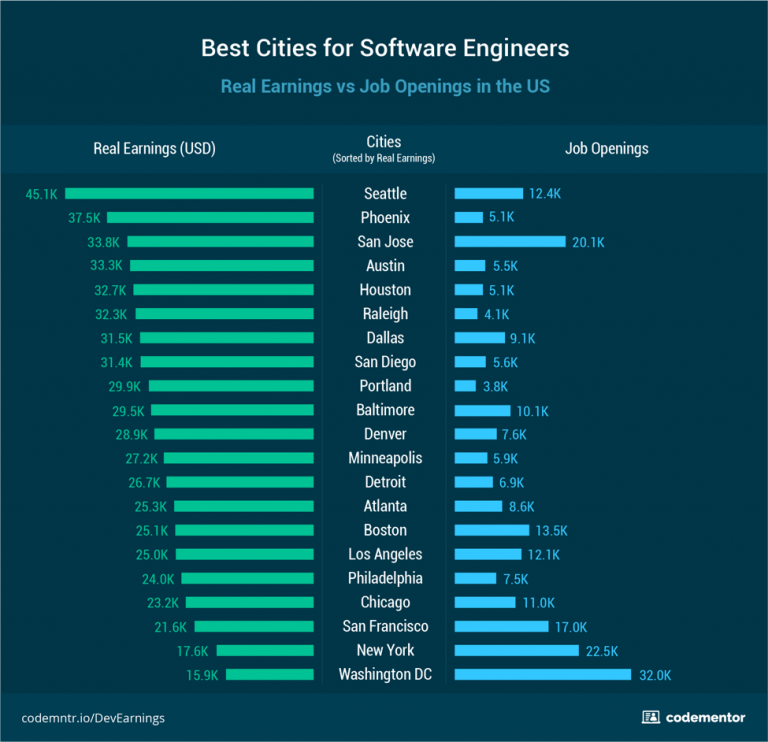 Best Cities for Software Engineers
Real Earnings vs Job Openings in the US
Real Earnings (USD) Cities Job Openings
(Sorted by Real Earnings)
45.1K Seattle 12.4K
37.5K Phoenix 5.1K
33.8K San Jose 20.1K
33.3K Austin 5.5K
32.7K Houston 5.1K
32.3K Raleigh 4.1K
31.5K Dallas 9.1K
31.4K San Diego 5.6K
29.9K Portland 3.8K
29.5K Baltimore 10.1K
28.9K Denver 7.6K
27.2K Minneapolis 5.9K
26.7K Detroit 6.9K
25.3K Atlanta 8.6K
25.1K Boston 13.5K
25.0K Los Angeles 12.1K
24.0K Philadelphia 7.5K
23.2K Chicago 11.0K
21.6K San Francisco 17.0K
17.6K New York 22.5K
15.9K Washington DC 32.0K
codemntr.io/DevEarnings codementor